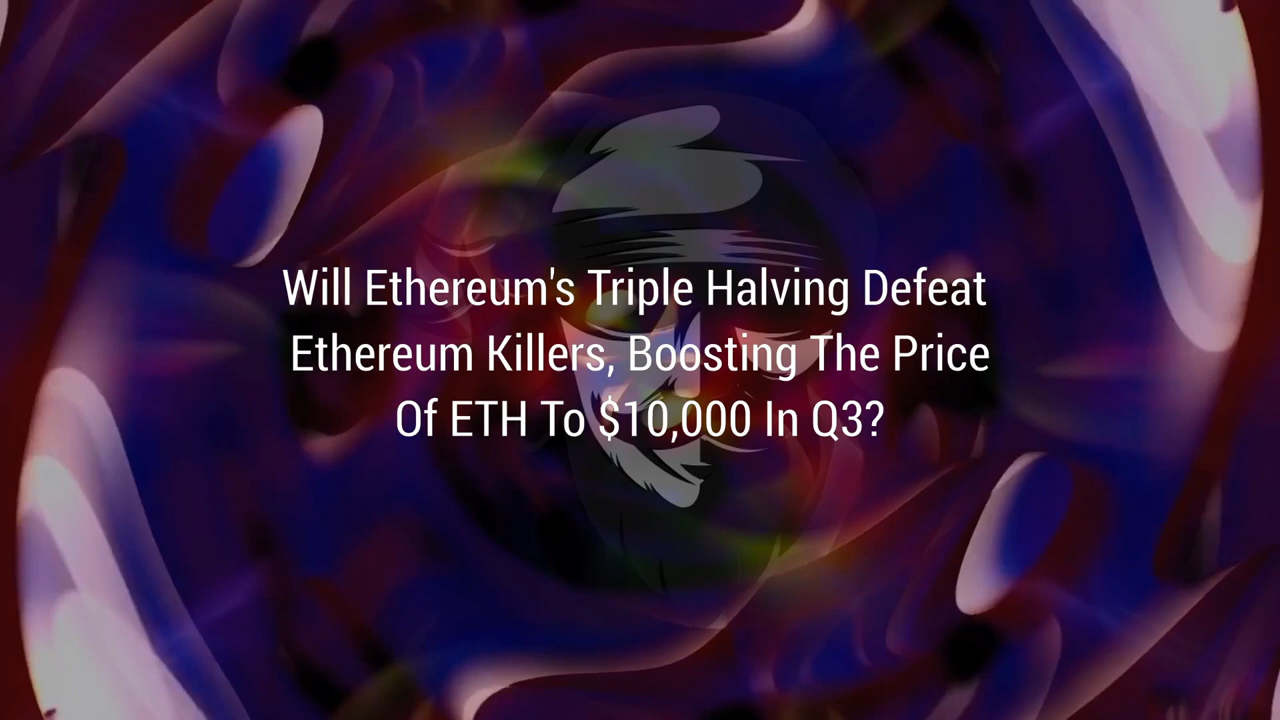 Will Ethereum's Triple Halving Defeat
Ethereum Killers, Boosting The Price
Of ETH To $10,000 In Q3?